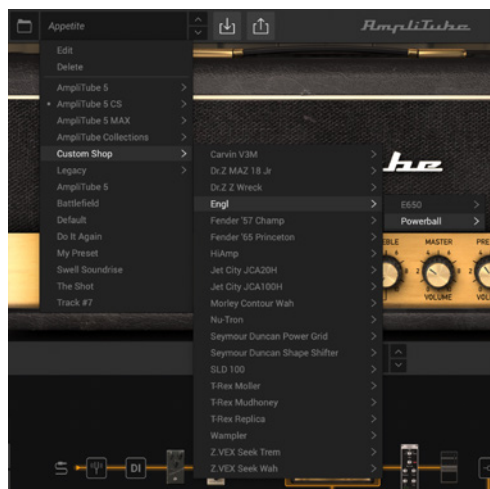 Appetite
AmpliTube
Edit
Delete
AmpliTube 5
AmpliTube 5 CS
AmpliTube 5 MAX
AmpliTube Collections
Custom Shop
Legacy
AmpliTube 5
Battlefield
Default
Do It Again
My Preset
Swell Soundrise
The Shot
Track #7
Carvin V3M
Dr.Z MAZ 18 Jr
Dr.Z Z Wreck
Engl
Fender '57 Champ
Fender '65 Princeton
HiAmp
Jet City JCA20H
Jet City JCA100H
Morley Contour Wah
Nu-Tron
Seymour Duncan Power Grid
Seymour Duncan Shape Shifter
SLD 100
T-Rex Moller
T-Rex Mudhoney
T-Rex Replica
Wampler
Z.VEX Seek Trem
Z.VEX Seek Wah
E650
Powerball
be
EBLE MASTER PRE
VOLUME VOLU
DI